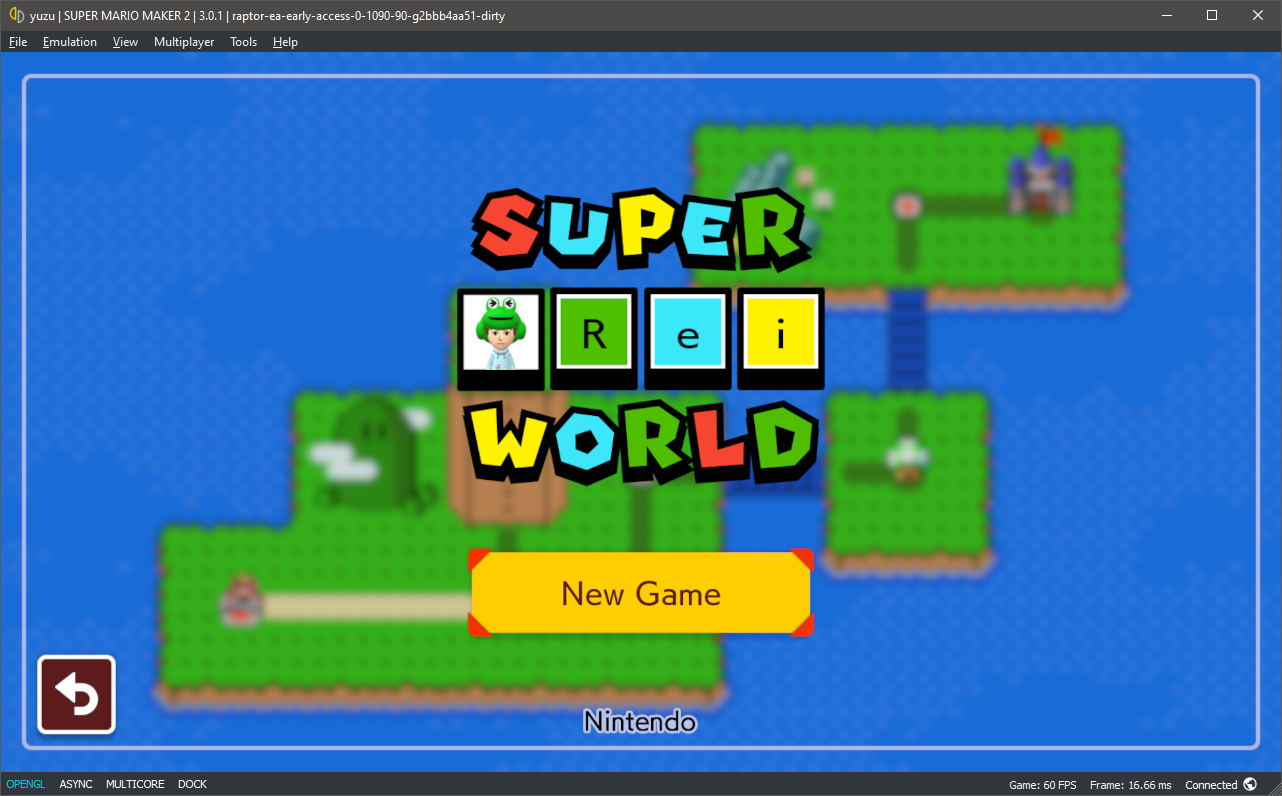 yuzu | SUPER MARIO MAKER 2 | 3.0.1 | raptor-ea-early-access-0-1090-90-g2bbb4aa51-dirty
File Emulation View Multiplayer Tools Help
SUPER
Rei
WORLD
New Game
Nintendo
OPENGL ASYNC MULTICORE DOCK Game: 60 FPS Frame: 16.66 ms Connected